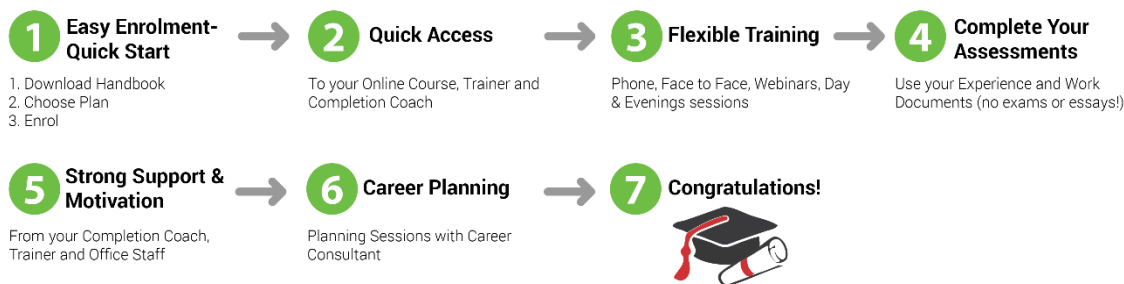 1 Easy Enrolment-
Quick Start
1. Download Handbook
2. Choose Plan
3. Enrol
2 Quick Access
To your Online Course, Trainer and
Completion Coach
3 Flexible Training
Phone, Face to Face, Webinars, Day
& Evenings sessions
4 Complete Your
Assessments
Use your Experience and Work
Documents (no exams or essays!)
5 Strong Support &
Motivation
From your Completion Coach,
Trainer and Office Staff
6 Career Planning
Planning Sessions with Career
Consultant
7 Congratulations!